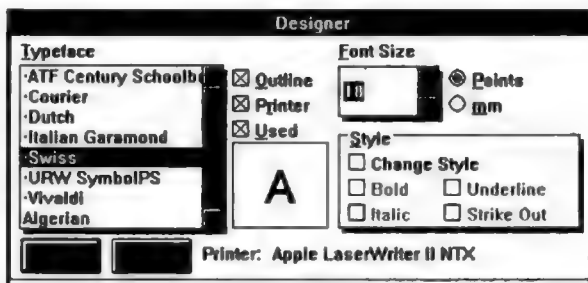 Designer
Typeface
·ATF Century Schoolb
·Courier
·Dutch
·Italian Garamond
·Swiss
·URW SymbolPS
·Vivaldi
Algerian
Outline
Printer
Used
A
Font Size
Points
mm
Style
Change Style
Bold
Underline
Italic
Strike Out
Printer: Apple LaserWriter II NTX